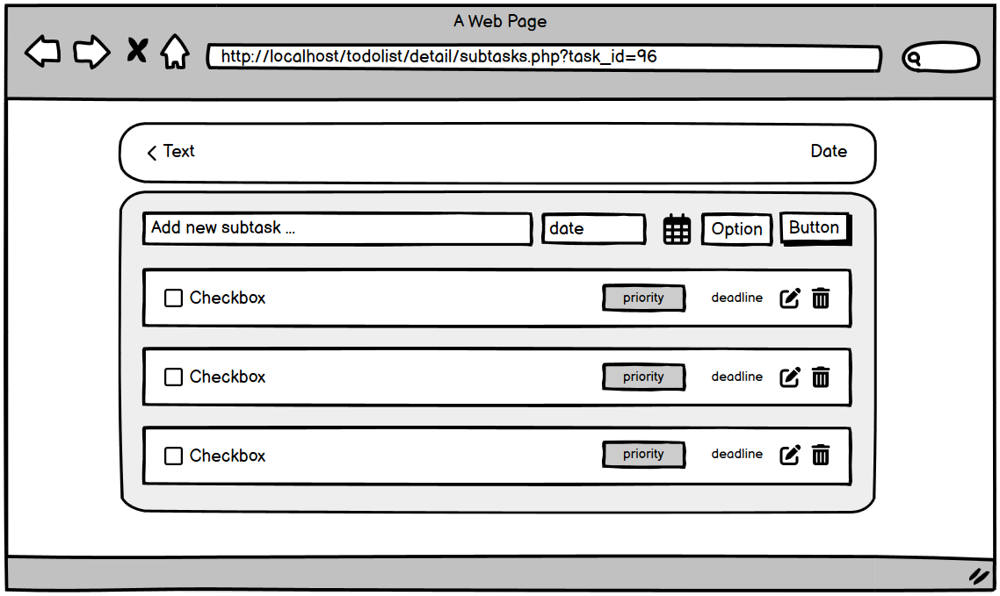 A Web Page
http://localhost/todolist/detail/subtasks.php?task_id=96
Text Date
Add new subtask ... date Option Button
Checkbox priority deadline
Checkbox priority deadline
Checkbox priority deadline